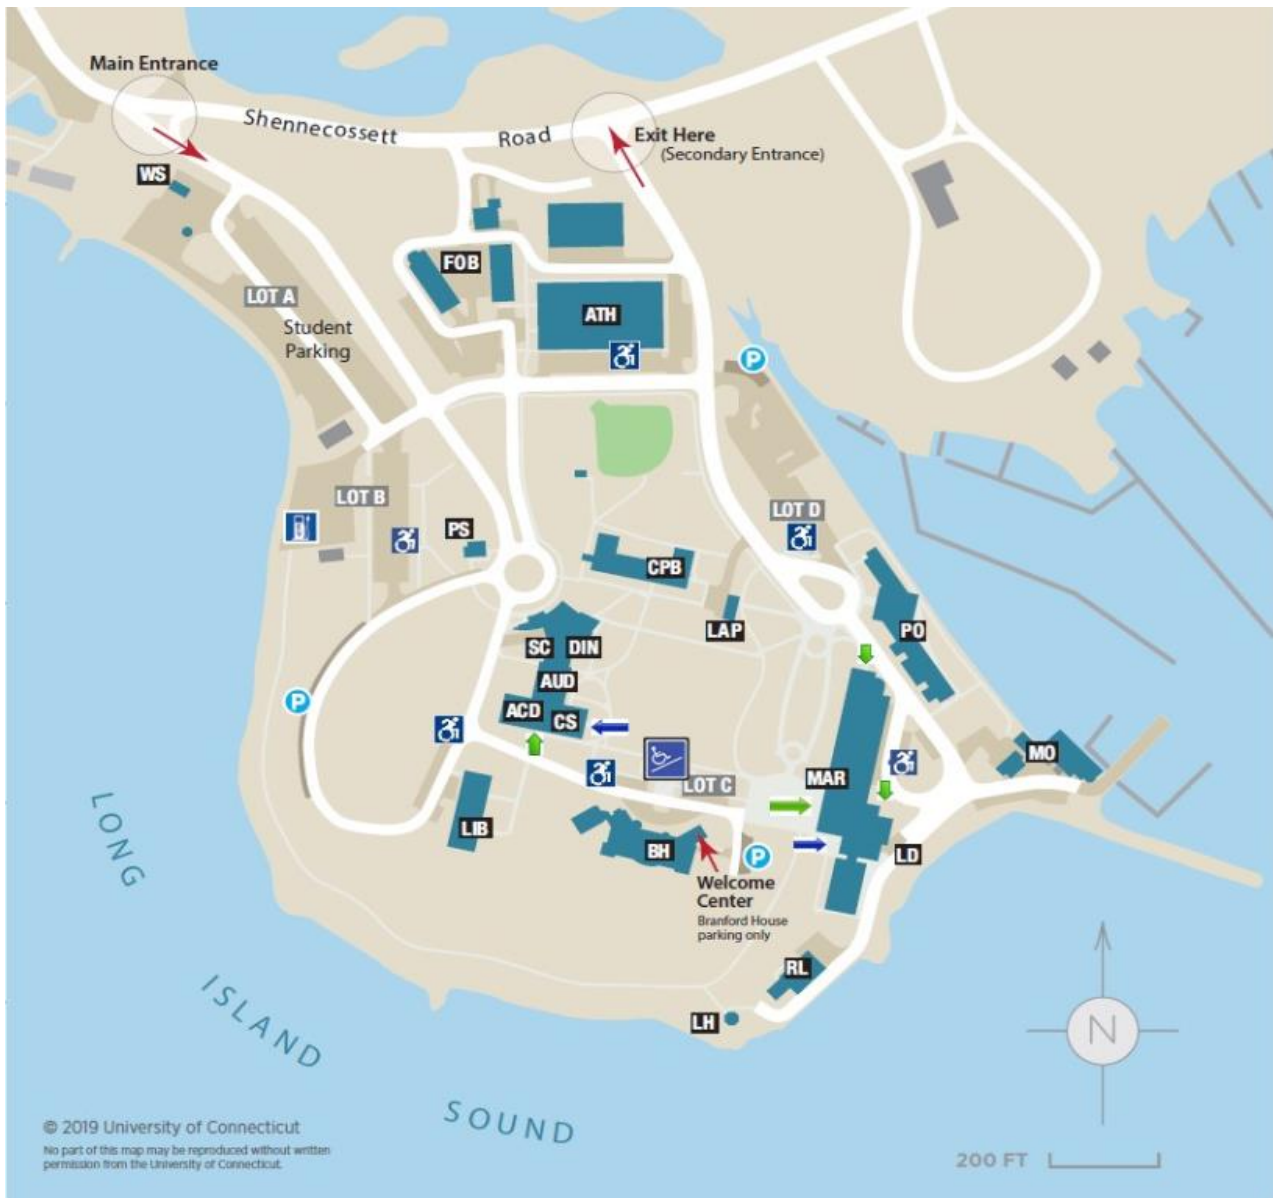 Main Entrance
Shennecossett Road
Exit Here
(Secondary Entrance)
WS
FOB
LOT A
ATH
Student
Parking
P
LOT B
LOT D
PS
CPB
LAP
PO
SC
DIN
AUD
P
ACD
CS
MO
MAR
LOT C
LIB
BH
P
LD
Welcome
Center
Branford House
parking only
RL
LH
LONG
ISLAND
SOUND
N
© 2019 University of Connecticut
No part of this map may be reproduced without written
permission from the University of Connecticut.
200 FT